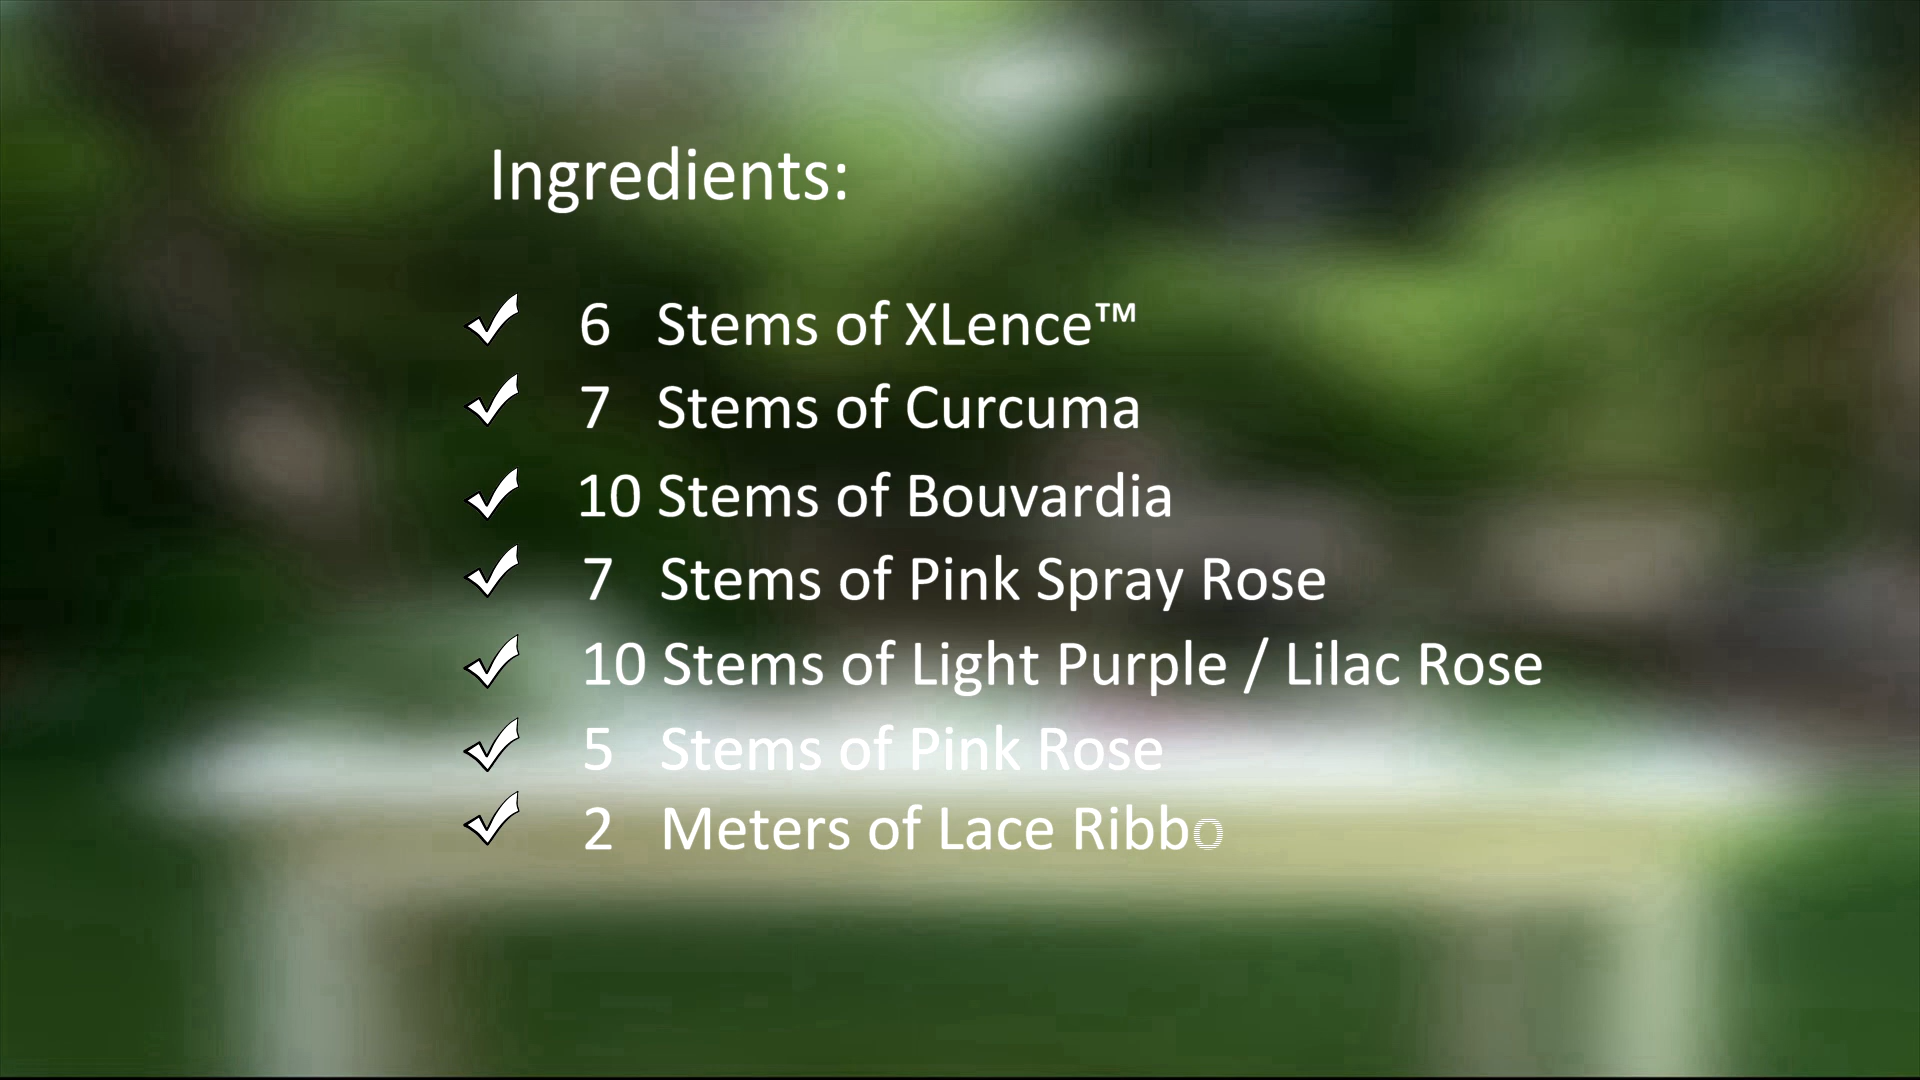 Ingredients:
6 Stems of XLence™
7 Stems of Curcuma
10 Stems of Bouvardia
7 Stems of Pink Spray Rose
10 Stems of Light Purple / Lilac Rose
5 Stems of Pink Rose
2 Meters of Lace Ribbo